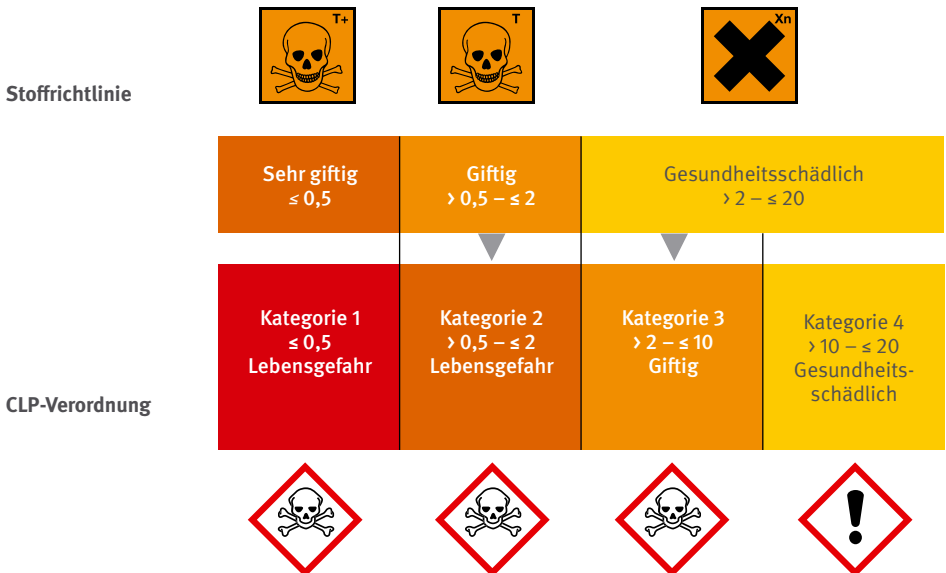 T+
T
Xn
Stoffrichtlinie
Sehr giftig
≤ 0,5
Giftig
> 0,5 – ≤ 2
Gesundheitsschädlich
> 2 – ≤ 20
Kategorie 1
≤ 0,5
Lebensgefahr
Kategorie 2
> 0,5 – ≤ 2
Lebensgefahr
Kategorie 3
> 2 – ≤ 10
Giftig
Kategorie 4
> 10 – ≤ 20
Gesundheits-
schädlich
CLP-Verordnung